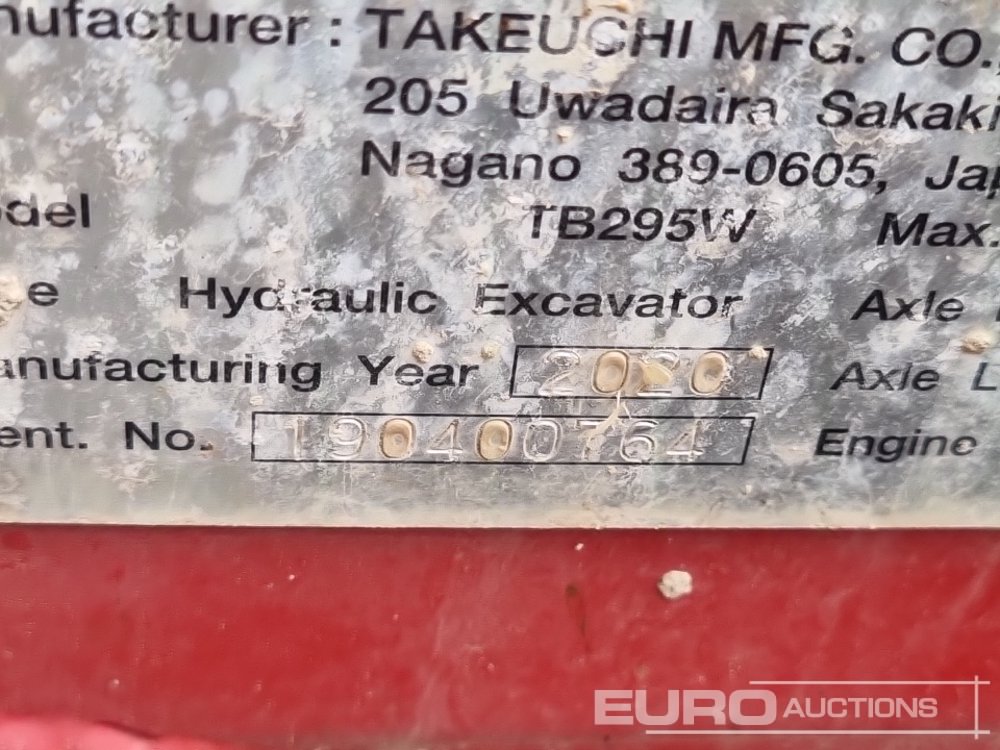 nufacturer : TAKEUCHI MFG. CO.,
205 Uwadaira Sakaki
Nagano 389-0605, Jap
odel TB295W Max.
e Hydraulic Excavator Axle
anufacturing Year 2020 Axle L
ent. No. 190400764 Engine
EURO AUCTIONS